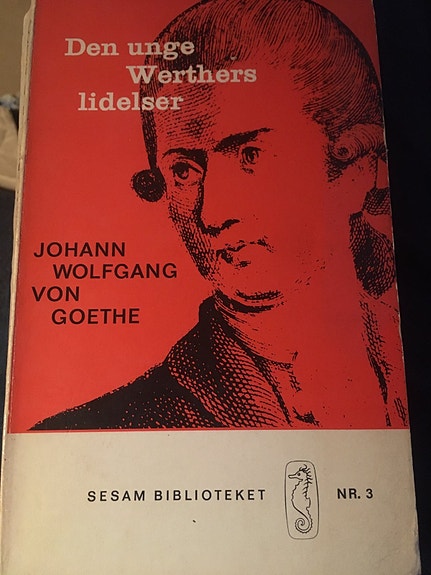 Den unge
Werthers
lidelser
JOHANN
WOLFGANG
VON
GOETHE
SESAM BIBLIOTEKET NR. 3